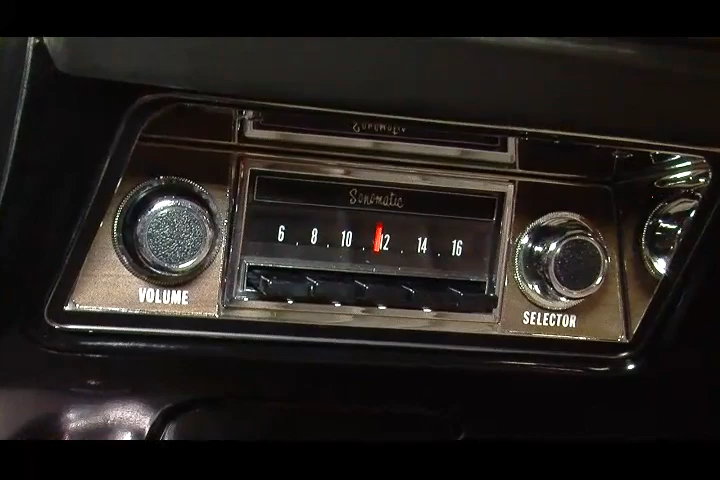 Sonomatic
6 . 8 . 10 . 12 . 14 . 16
VOLUME
SELECTOR